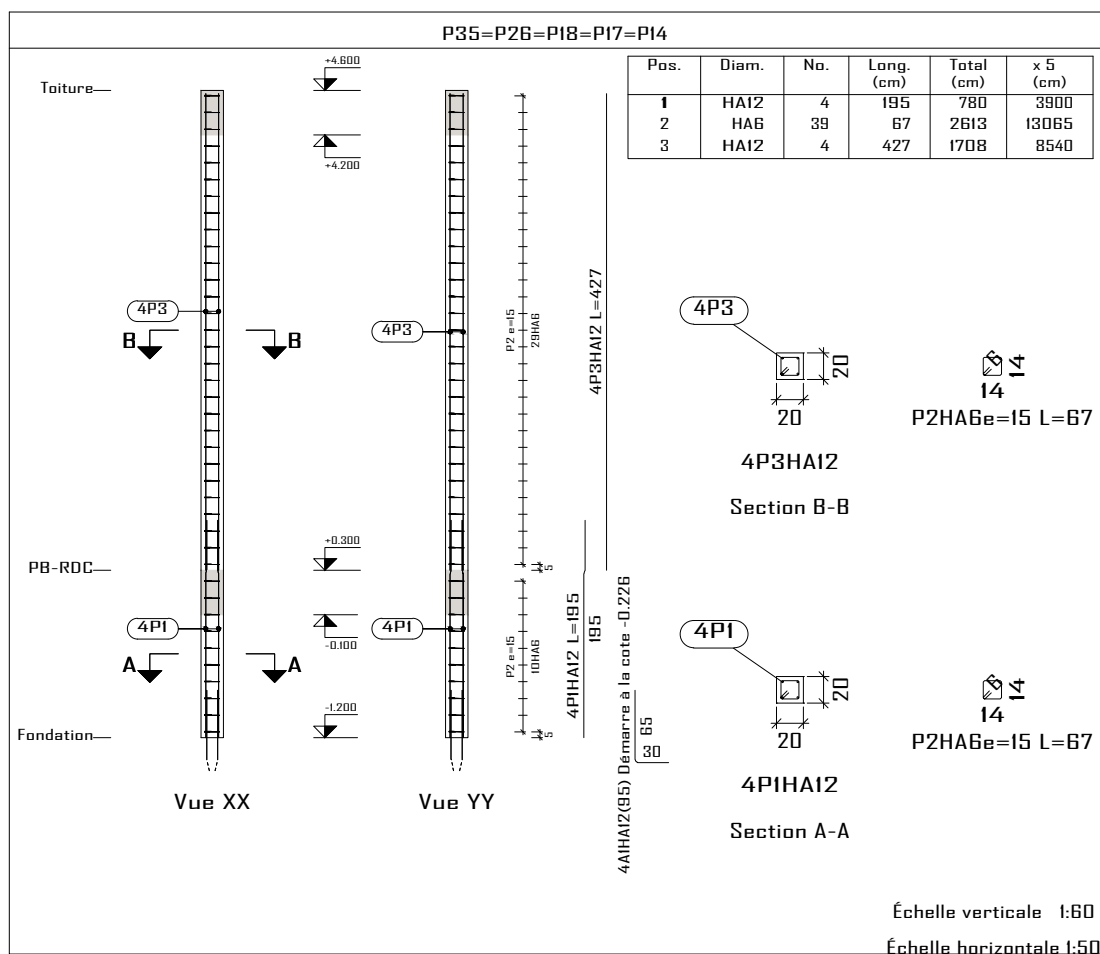 P35=P26=P18=P17=P14
Pos. Diam. No. Long. (cm) Total (cm) x 5 (cm)
1 HA12 4 195 780 3900
2 HA6 39 67 2613 13065
3 HA12 4 427 1708 8540
Toiture
+4.600
+4.200
4P3
B B
4P3
P2 e=15
29HA6
4P3HA12 L=427
PB-RDC
+0.300
5
4P1
-0.100
4P1
A A
P2 e=15
10HA6
4P1HA12 L=195
195
Fondation
-1.200
5
4A1HA12(95) Démarre à la cote -0.226
65
30
Vue XX
Vue YY
4P3
20
20
4P3HA12
Section B-B
6
14
14
P2HA6e=15 L=67
4P1
20
20
4P1HA12
Section A-A
6
14
14
P2HA6e=15 L=67
Échelle verticale 1:60
Échelle horizontale 1:50